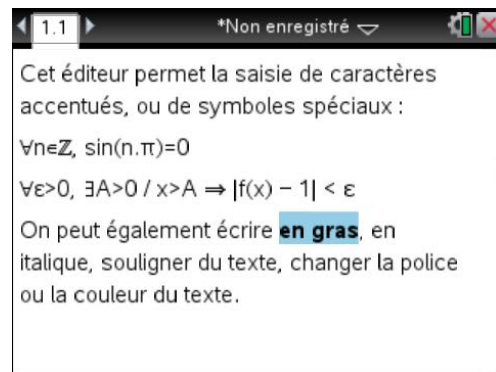 1.1 *Non enregistré
Cet éditeur permet la saisie de caractères
accentués, ou de symboles spéciaux :
∀n∈ℤ, sin(n.π)=0
∀ε>0, ∃A>0 / x>A ⇒ |f(x) − 1| < ε
On peut également écrire en gras, en
italique, souligner du texte, changer la police
ou la couleur du texte.